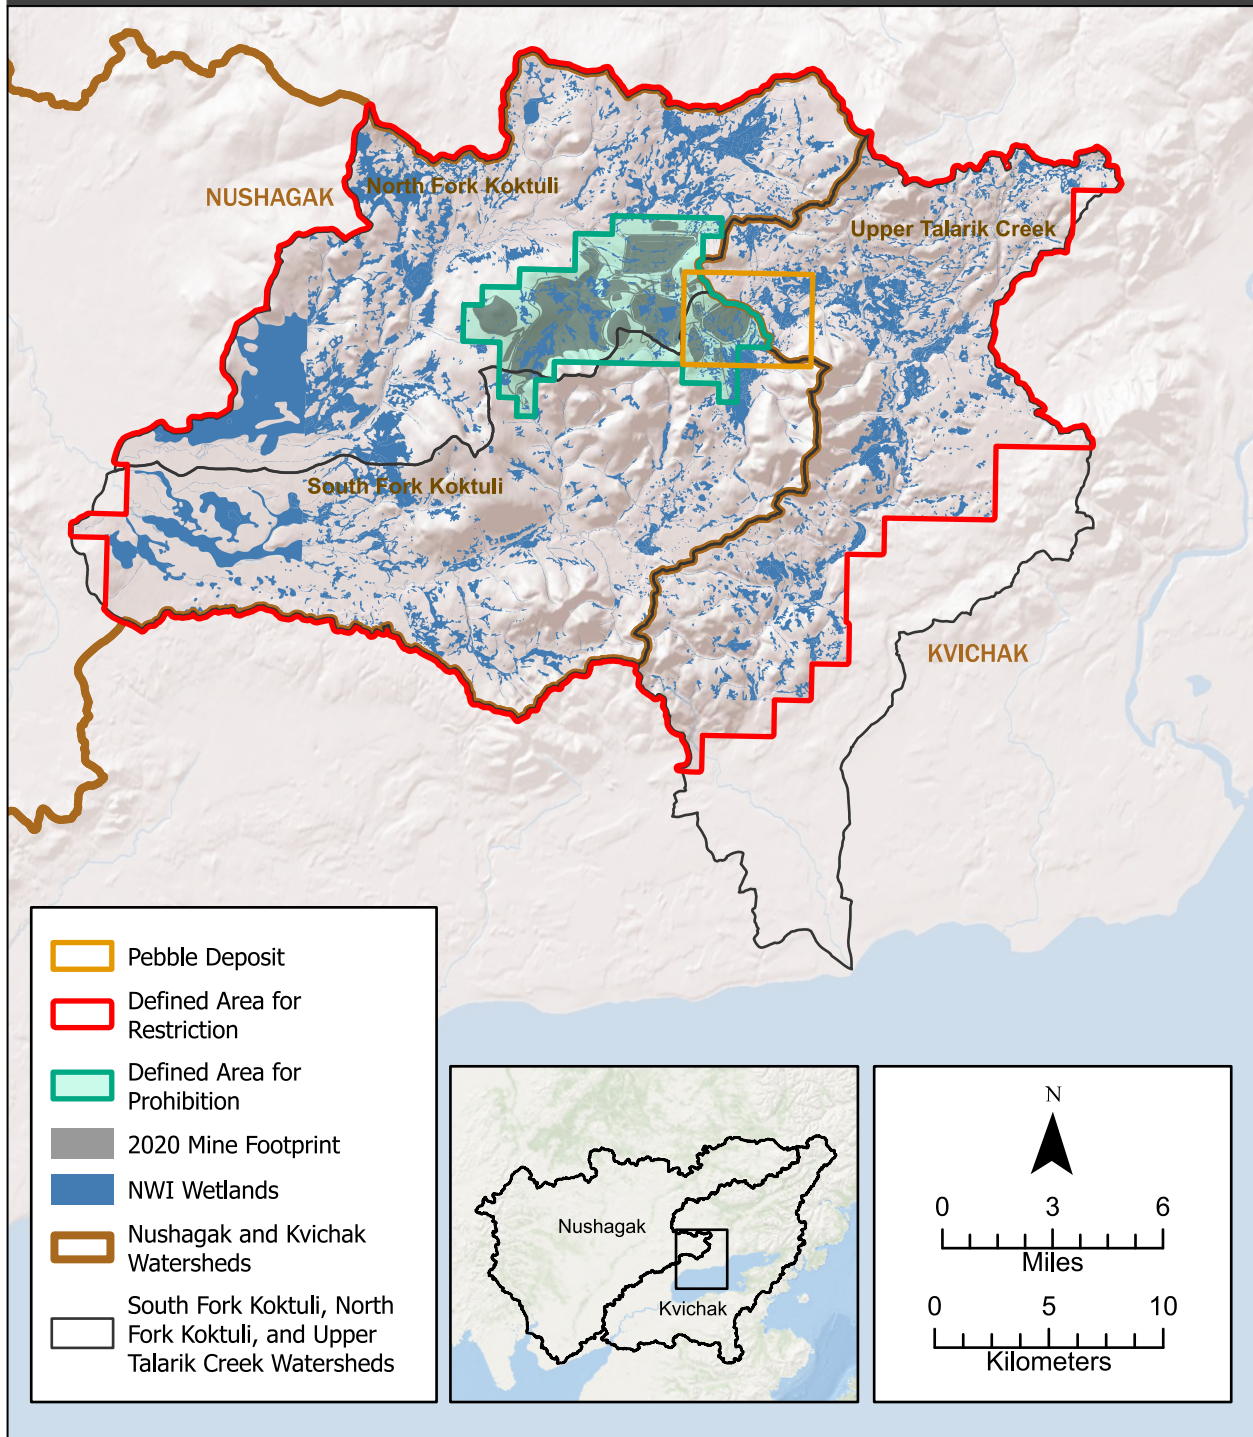 NUSHAGAK
North Fork Koktuli
Upper Talarik Creek
South Fork Koktuli
KVICHAK
Pebble Deposit
Defined Area for
Restriction
Defined Area for
Prohibition
2020 Mine Footprint
NWI Wetlands
Nushagak and Kvichak
Watersheds
South Fork Koktuli, North
Fork Koktuli, and Upper
Talarik Creek Watersheds
Nushagak
Kvichak
N
0 3 6
Miles
0 5 10
Kilometers